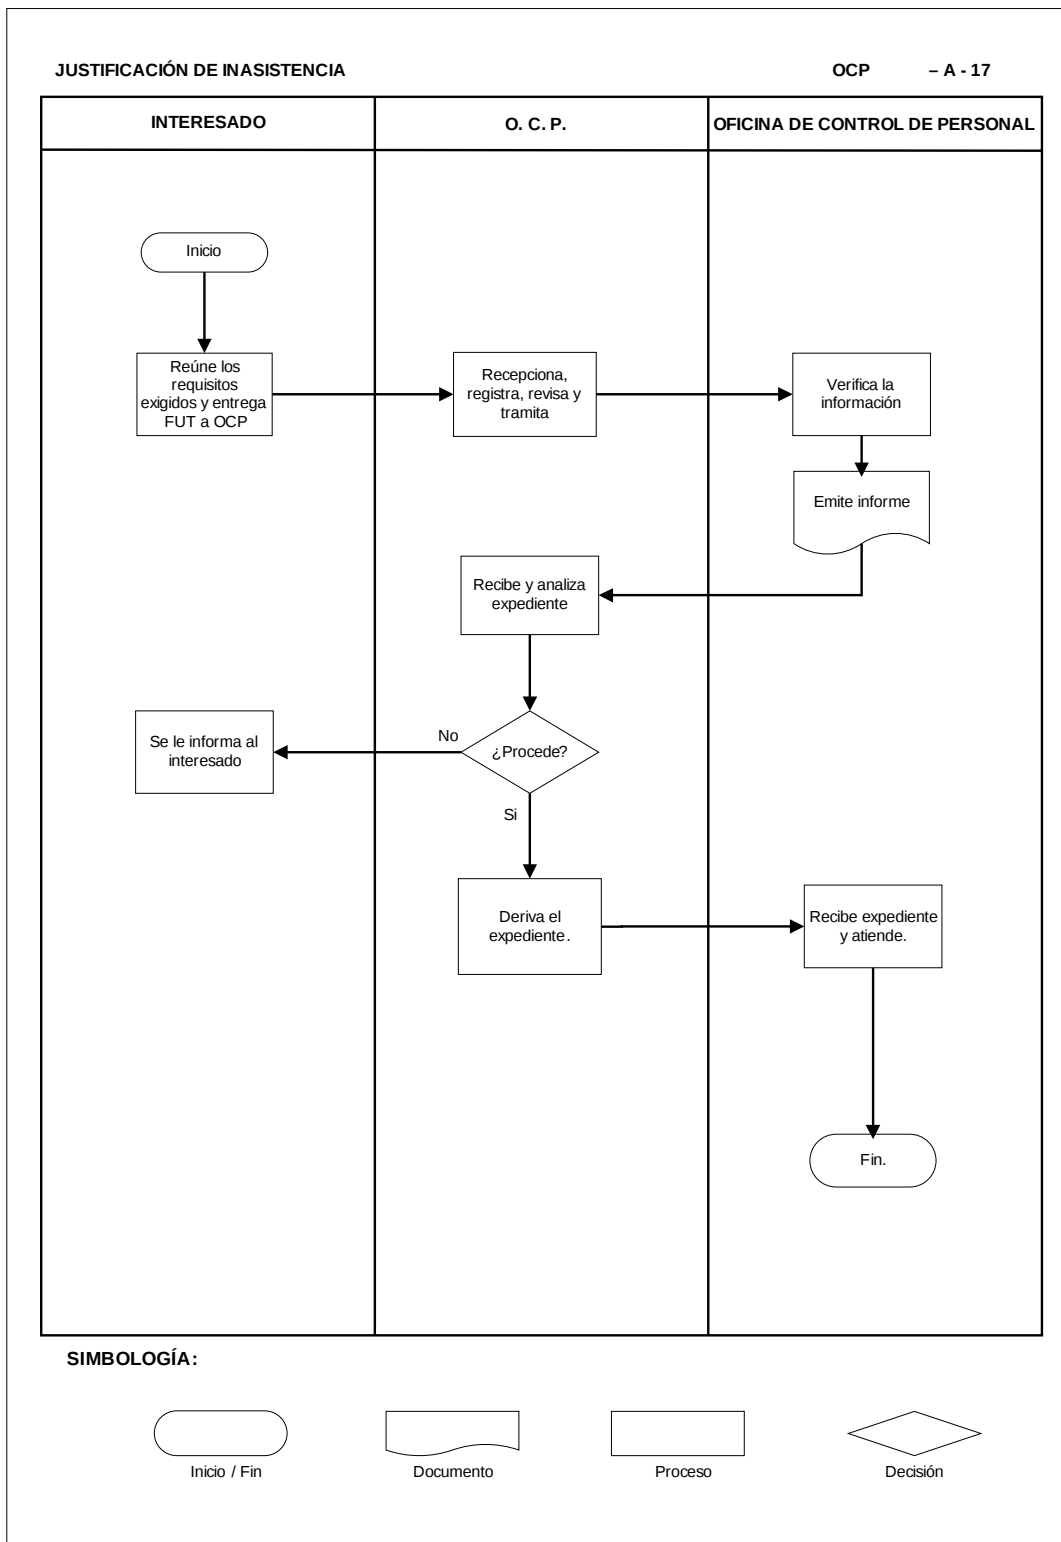 JUSTIFICACIÓN DE INASISTENCIA OCP – A - 17
INTERESADO
O. C. P.
OFICINA DE CONTROL DE PERSONAL
Inicio
Reúne los
requisitos
exigidos y entrega
FUT a OCP
Recepciona,
registra, revisa y
tramita
Verifica la
información
Emite informe
Recibe y analiza
expediente
¿Procede?
No
Se le informa al
interesado
Si
Deriva el
expediente.
Recibe expediente
y atiende.
Fin.
SIMBOLOGÍA:
Inicio / Fin
Documento
Proceso
Decisión